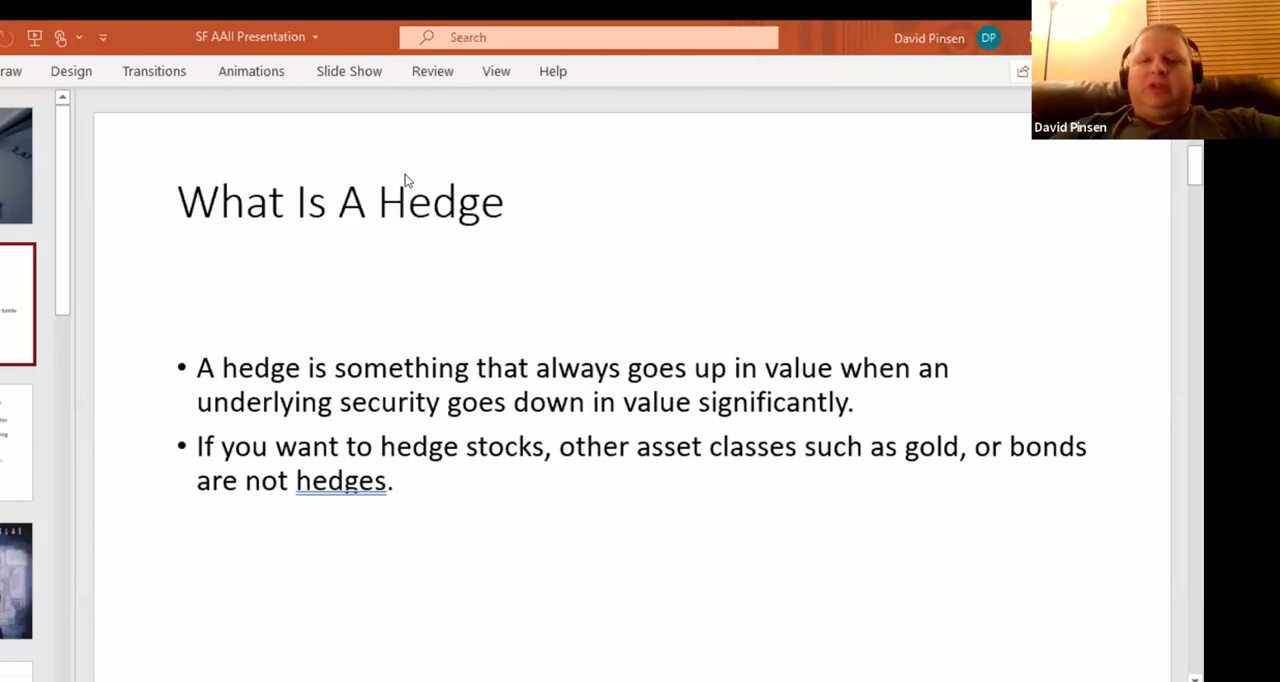 SF AAII Presentation
Search
David Pinsen DP
raw Design Transitions Animations Slide Show Review View Help
David Pinsen
What Is A Hedge
• A hedge is something that always goes up in value when an
underlying security goes down in value significantly.
• If you want to hedge stocks, other asset classes such as gold, or bonds
are not hedges.